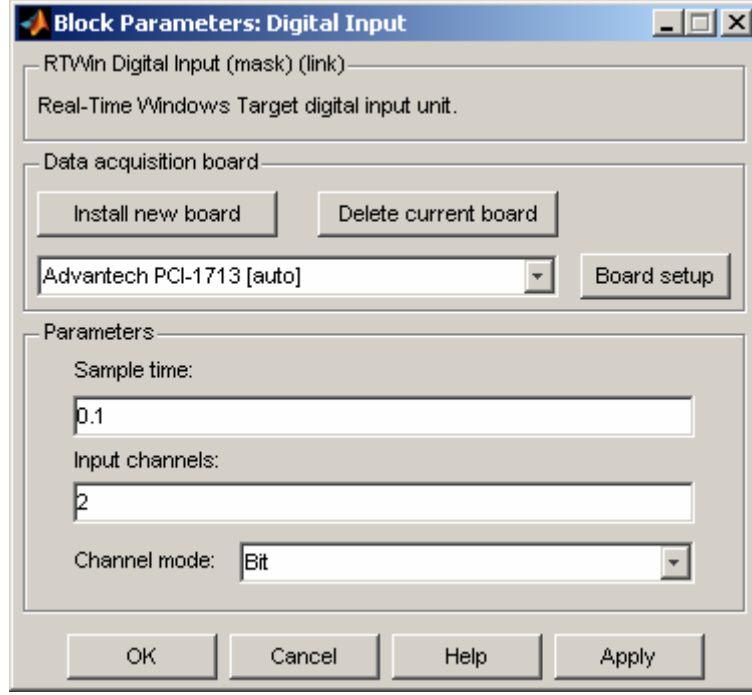 Block Parameters: Digital Input
RTWin Digital Input (mask) (link)
Real-Time Windows Target digital input unit.
Data acquisition board
Install new board Delete current board
Advantech PCI-1713 [auto] Board setup
Parameters
Sample time:
0.1
Input channels:
2
Channel mode: Bit
OK Cancel Help Apply